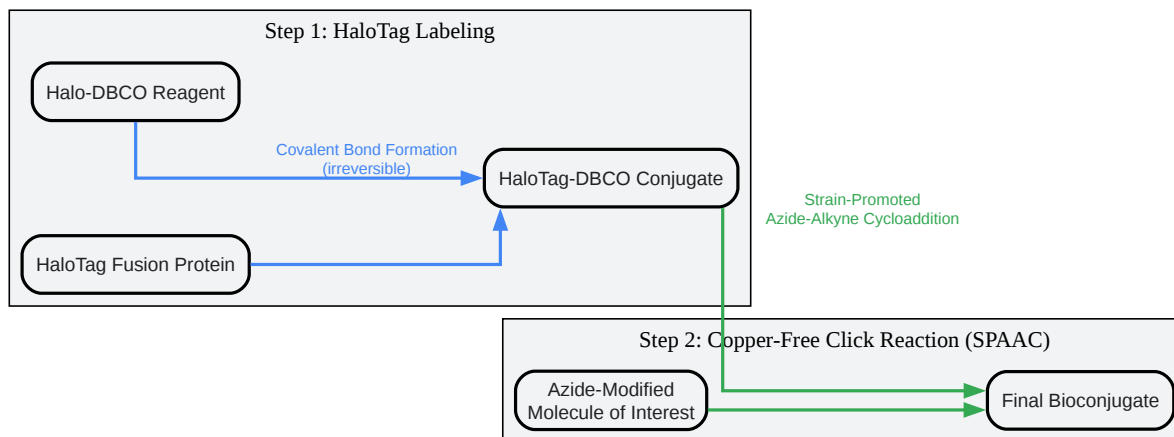 Step 1: HaloTag Labeling
Halo-DBCO Reagent
Covalent Bond Formation
(irreversible)
HaloTag-DBCO Conjugate
HaloTag Fusion Protein
Strain-Promoted
Azide-Alkyne Cycloaddition
Step 2: Copper-Free Click Reaction (SPAAC)
Azide-Modified
Molecule of Interest
Final Bioconjugate